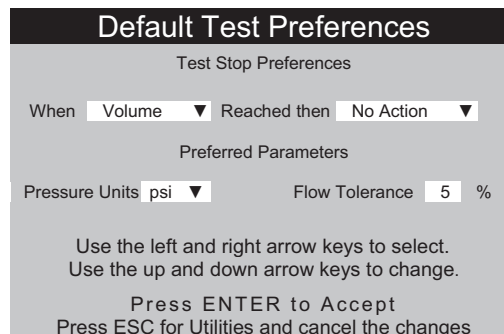 Default Test Preferences
Test Stop Preferences
When Volume ▼ Reached then No Action ▼
Preferred Parameters
Pressure Units psi ▼ Flow Tolerance 5 %
Use the left and right arrow keys to select.
Use the up and down arrow keys to change.
Press ENTER to Accept
Press ESC for Utilities and cancel the changes